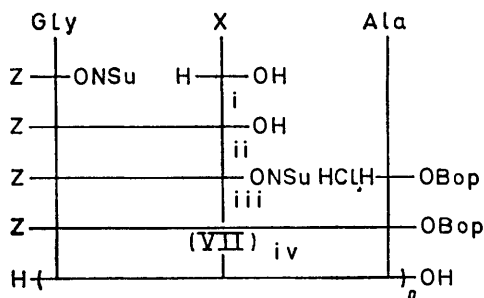 Gly X Ala
Z ONSu H OH
i
Z OH
ii
Z ONSu HCl,H OBop
iii
Z OBop
(VII) iv
H ( ) n OH